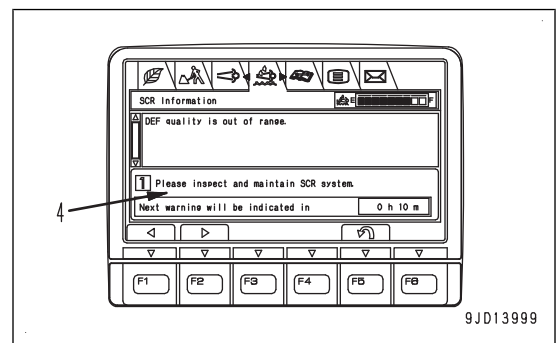 SCR Information
E F
DEF quality is out of range.
1 Please inspect and maintain SCR system.
4
Next warning will be indicated in 0 h 10 m
F1 F2 F3 F4 F5 F6
9JD13999